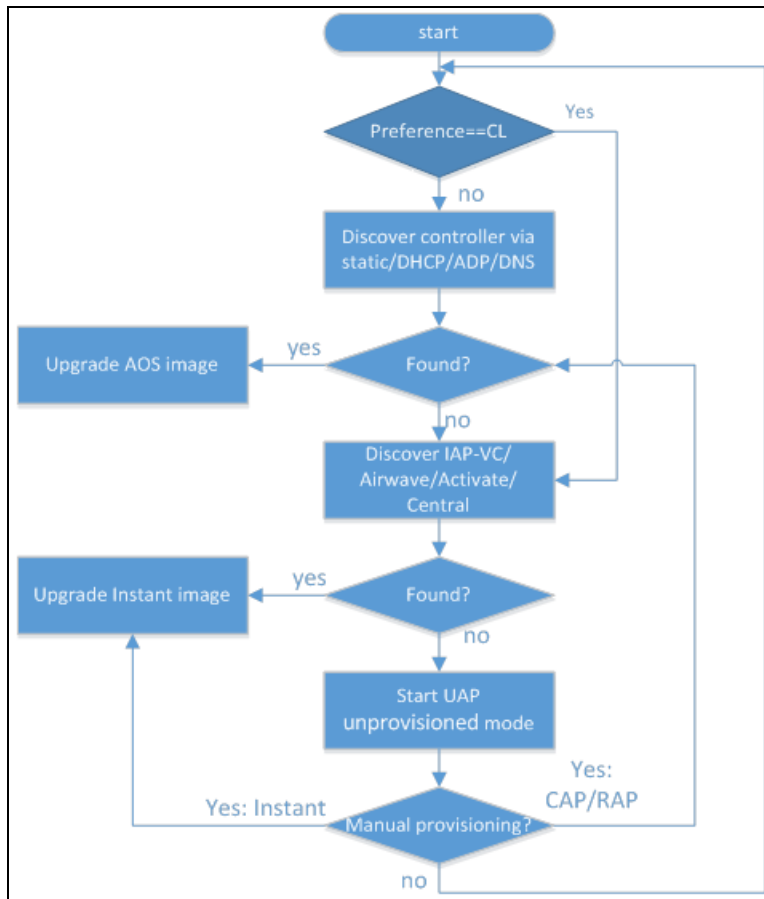 start
Preference==CL
Yes
no
Discover controller via
static/DHCP/ADP/DNS
Upgrade AOS image
yes
Found?
no
Discover IAP-VC/
Airwave/Activate/
Central
Upgrade Instant image
yes
Found?
no
Start UAP
unprovisioned mode
Yes: Instant
Manual provisioning?
Yes:
CAP/RAP
no